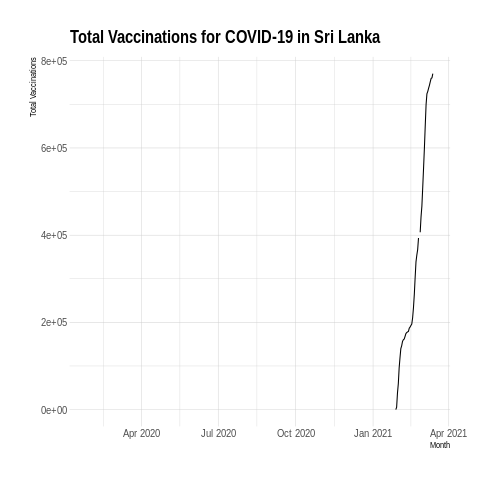 Total Vaccinations for COVID-19 in Sri Lanka
Total Vaccinations
8e+05
6e+05
4e+05
2e+05
0e+00
Apr 2020 Jul 2020 Oct 2020 Jan 2021 Apr 2021
Month